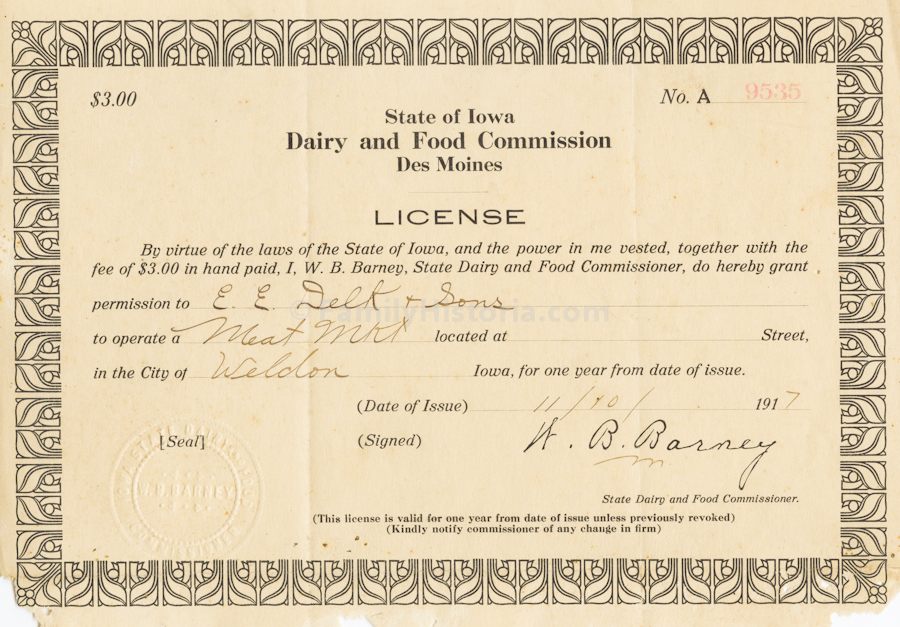 $3.00
No. A 9535
State of Iowa
Dairy and Food Commission
Des Moines
LICENSE
By virtue of the laws of the State of Iowa, and the power in me vested, together with the
fee of $3.00 in hand paid, I, W. B. Barney, State Dairy and Food Commissioner, do hereby grant
permission to E. E. Delk + Sons
© FamilyHistoria.com
to operate a Meat Mkt located at Street,
in the City of Weldon Iowa, for one year from date of issue.
(Date of Issue) 11/10/ 1917
[Seal] (Signed) W. B. Barney
W. B. BARNEY
State Dairy and Food Commissioner.
(This license is valid for one year from date of issue unless previously revoked)
(Kindly notify commissioner of any change in firm)